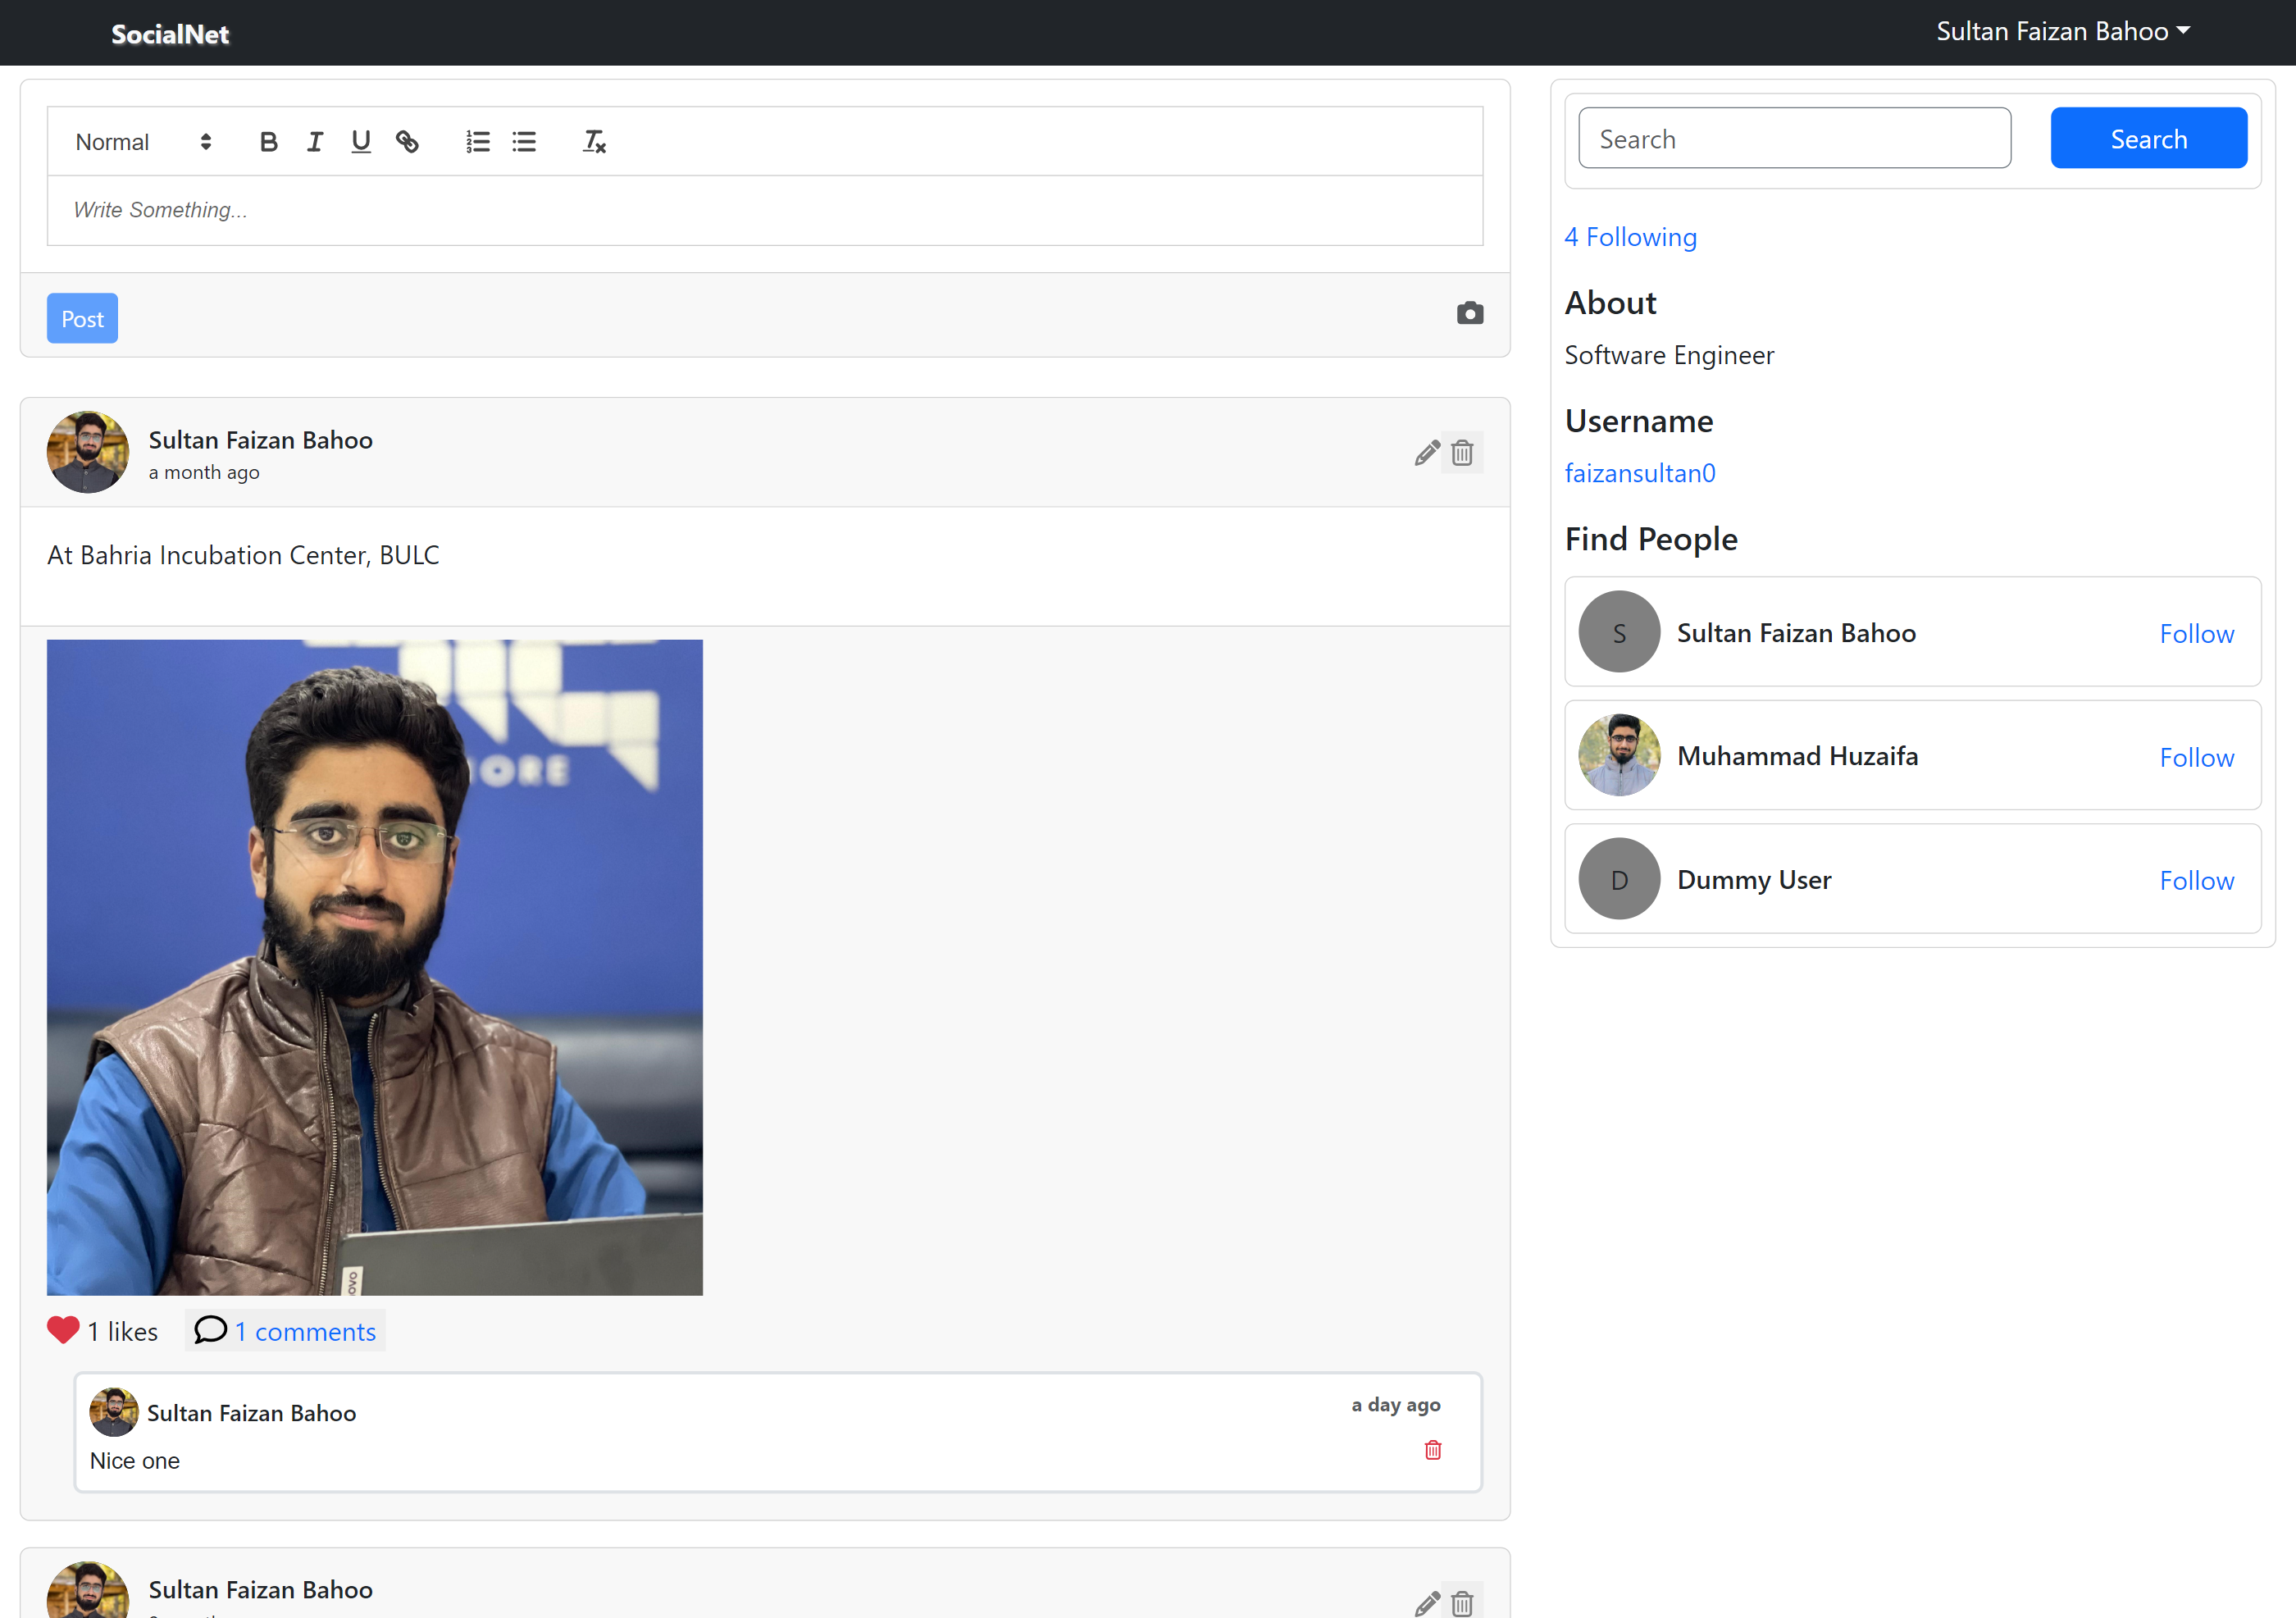 SocialNet
Sultan Faizan Bahoo
Normal
Write Something...
Post
Sultan Faizan Bahoo
a month ago
At Bahria Incubation Center, BULC
ORE
1 likes
1 comments
Sultan Faizan Bahoo
a day ago
Nice one
Sultan Faizan Bahoo
Search
Search
4 Following
About
Software Engineer
Username
faizansultan0
Find People
S
Sultan Faizan Bahoo
Follow
Muhammad Huzaifa
Follow
D
Dummy User
Follow